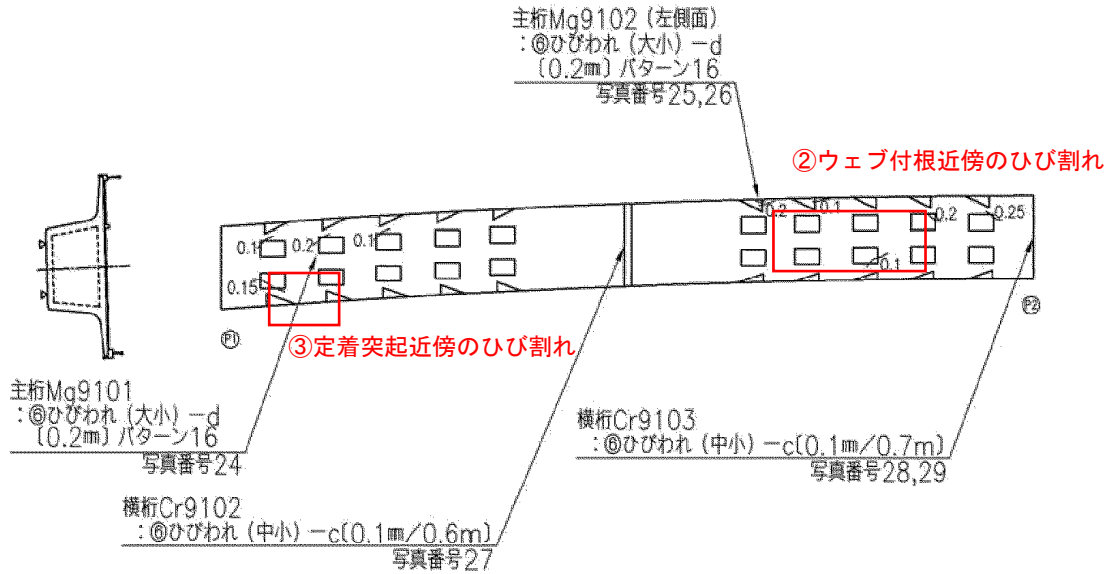 主桁Mg9102 (左側面)
:⑥ひびわれ (大小) －d
(0.2㎜) パターン16
写真番号25,26
②ウェブ付根近傍のひび割れ
0.2
0.1
0.2
0.25
0.1
0.2
0.1
0.1
0.15
P1
P2
③定着突起近傍のひび割れ
主桁Mg9101
:⑥ひびわれ (大小) －d
(0.2㎜) パターン16
写真番号24
横桁Cr9103
:⑥ひびわれ (中小) －c(0.1㎜/0.7m)
写真番号28,29
横桁Cr9102
:⑥ひびわれ (中小) －c(0.1㎜/0.6m)
写真番号27